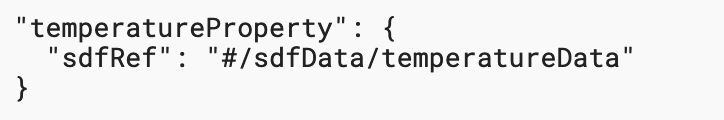 "temperatureProperty": {
  "sdfRef": "#/sdfData/temperatureData"
}